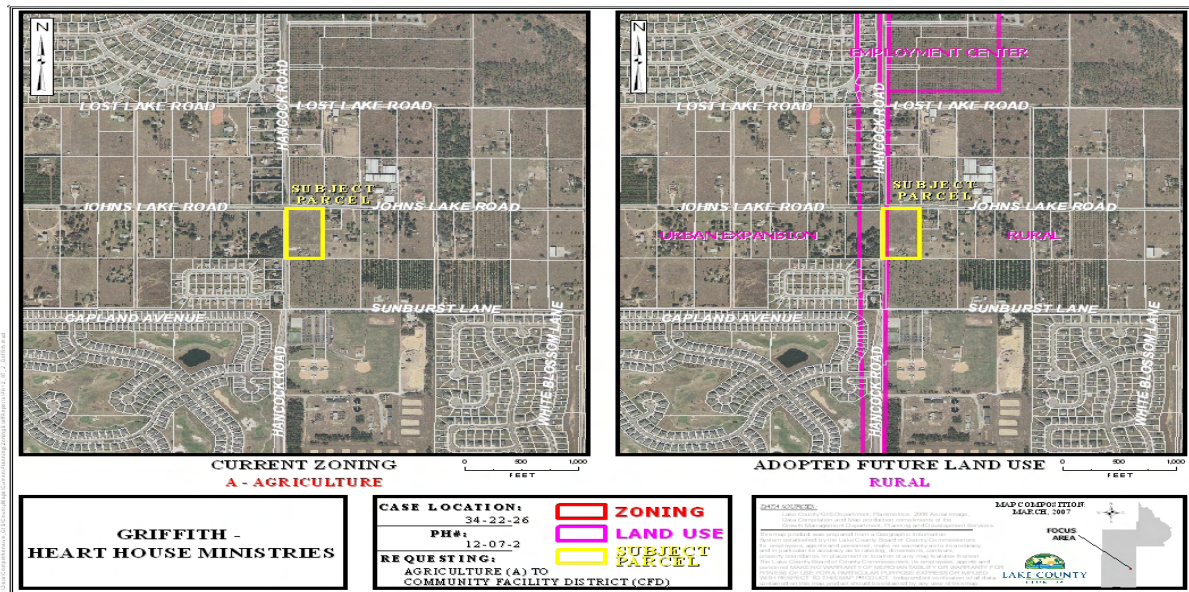 Z
LOST LAKE ROAD
LOST LAKE ROAD
HANCOCK ROAD
SUBJECT
PARCEL
JOHNS LAKE ROAD
JOHNS LAKE ROAD
SUNBURST LANE
CAPLAND AVENUE
HANCOCK ROAD
WHITE BLOSSOM LANE
CURRENT ZONING
A - AGRICULTURE
0 500 1,000
FEET
Z
EMPLOYMENT CENTER
LOST LAKE ROAD
LOST LAKE ROAD
HANCOCK ROAD
SUBJECT
PARCEL
JOHNS LAKE ROAD
JOHNS LAKE ROAD
URBAN EXPANSION
RURAL
SUNBURST LANE
CAPLAND AVENUE
HANCOCK ROAD
WHITE BLOSSOM LANE
ADOPTED FUTURE LAND USE
RURAL
0 500 1,000
FEET
GRIFFITH -
HEART HOUSE MINISTRIES
CASE LOCATION:
34-22-26
PH#:
12-07-2
REQUESTING:
AGRICULTURE (A) TO
COMMUNITY FACILITY DISTRICT (CFD)
ZONING
LAND USE
SUBJECT
PARCEL
MAP COMPOSITION:
MARCH, 2007
FOCUS
AREA
LAKE COUNTY